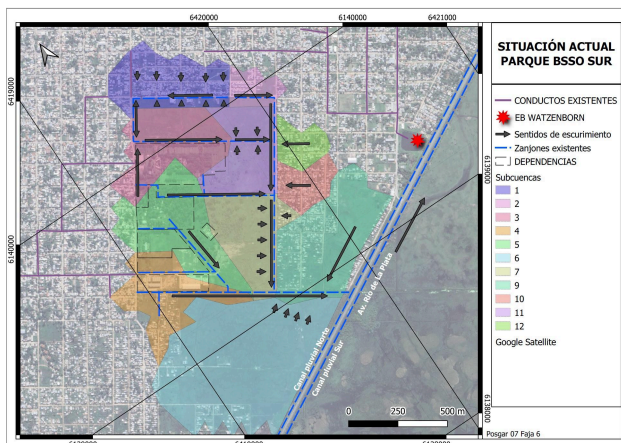 6420000
6140000
6421000
6419000
6139000
6140000
6138000
SITUACIÓN ACTUAL
PARQUE BSSO SUR
CONDUCTOS EXISTENTES
EB WATZENBORN
Sentidos de escurrimiento
Zanjones existentes
DEPENDENCIAS
Subcuencas
1
2
3
4
5
6
7
9
10
11
12
Google Satellite
Av. Río de La Plata
Canal pluvial Norte
Canal pluvial Sur
0 250 500 m
Posgar 07 Faja 6